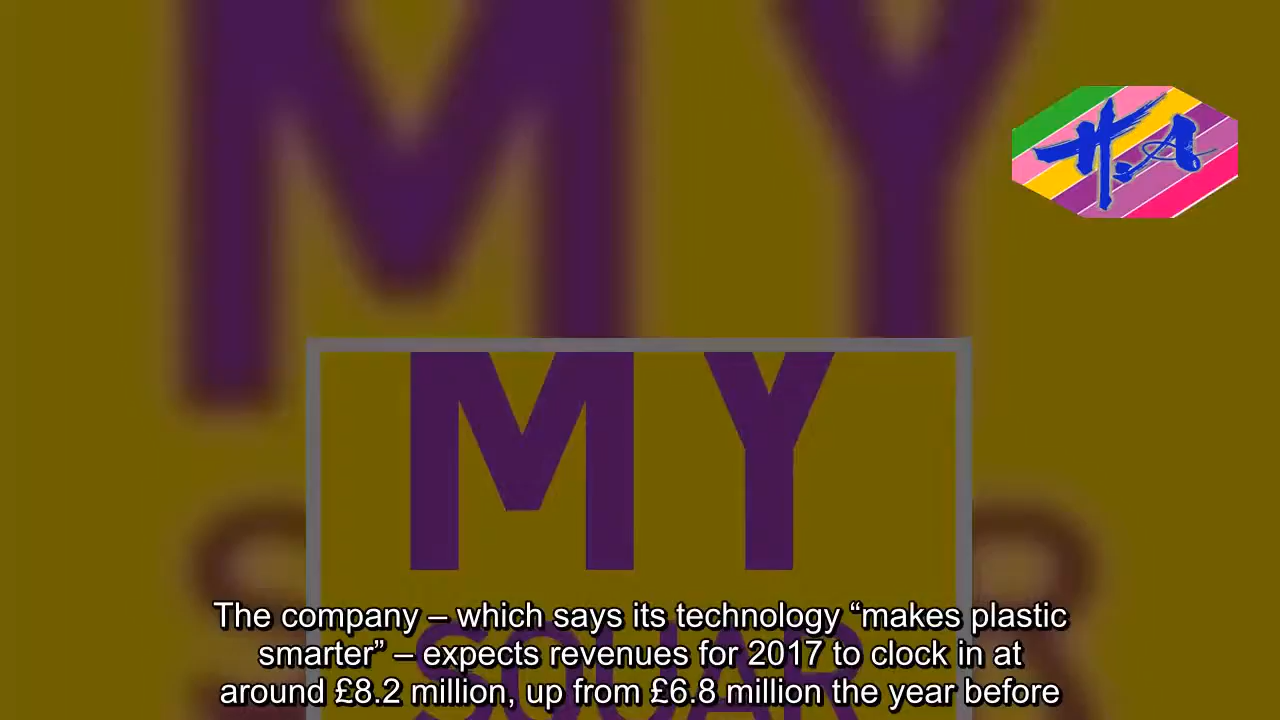 MY
H.A
MY
SQUAR
The company – which says its technology “makes plastic
smarter” – expects revenues for 2017 to clock in at
around £8.2 million, up from £6.8 million the year before